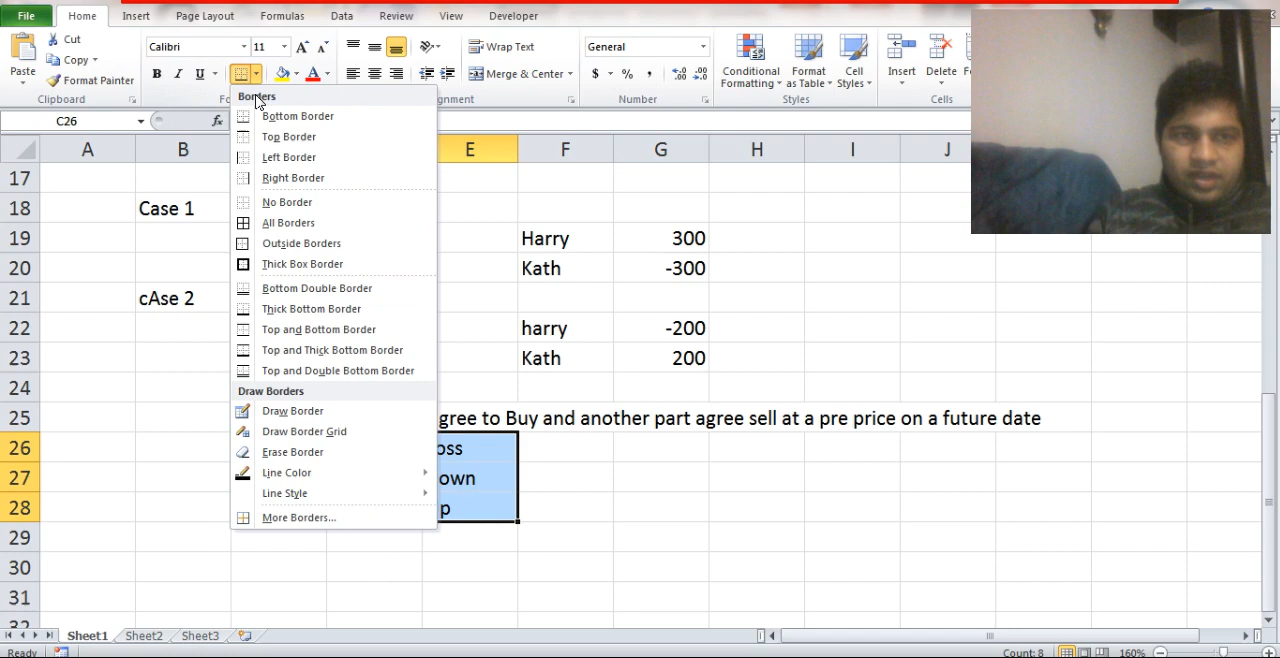 File Home Insert Page Layout Formulas Data Review View Developer
Cut
Calibri 11 Wrap Text General
Copy
Paste Conditional Format Cell Insert Delete
Format Painter B I U Merge & Center $ % , Formatting as Table Styles
Clipboard Number Styles Cells
C26 fx
A B E F G H I J
Borders
Bottom Border
Top Border
Left Border
Right Border
No Border
All Borders
Outside Borders
Thick Box Border
Bottom Double Border
Thick Bottom Border
Top and Bottom Border
Top and Thick Bottom Border
Top and Double Bottom Border
Draw Borders
Draw Border
Draw Border Grid
Erase Border
Line Color
Line Style
More Borders...
17
18 Case 1
19 Harry 300
20 Kath -300
21 cAse 2
22 harry -200
23 Kath 200
24
25 gree to Buy and another part agree sell at a pre price on a future date
26 oss
27 own
28 p
29
30
31
32
Sheet1 Sheet2 Sheet3
Ready Count: 8 160%